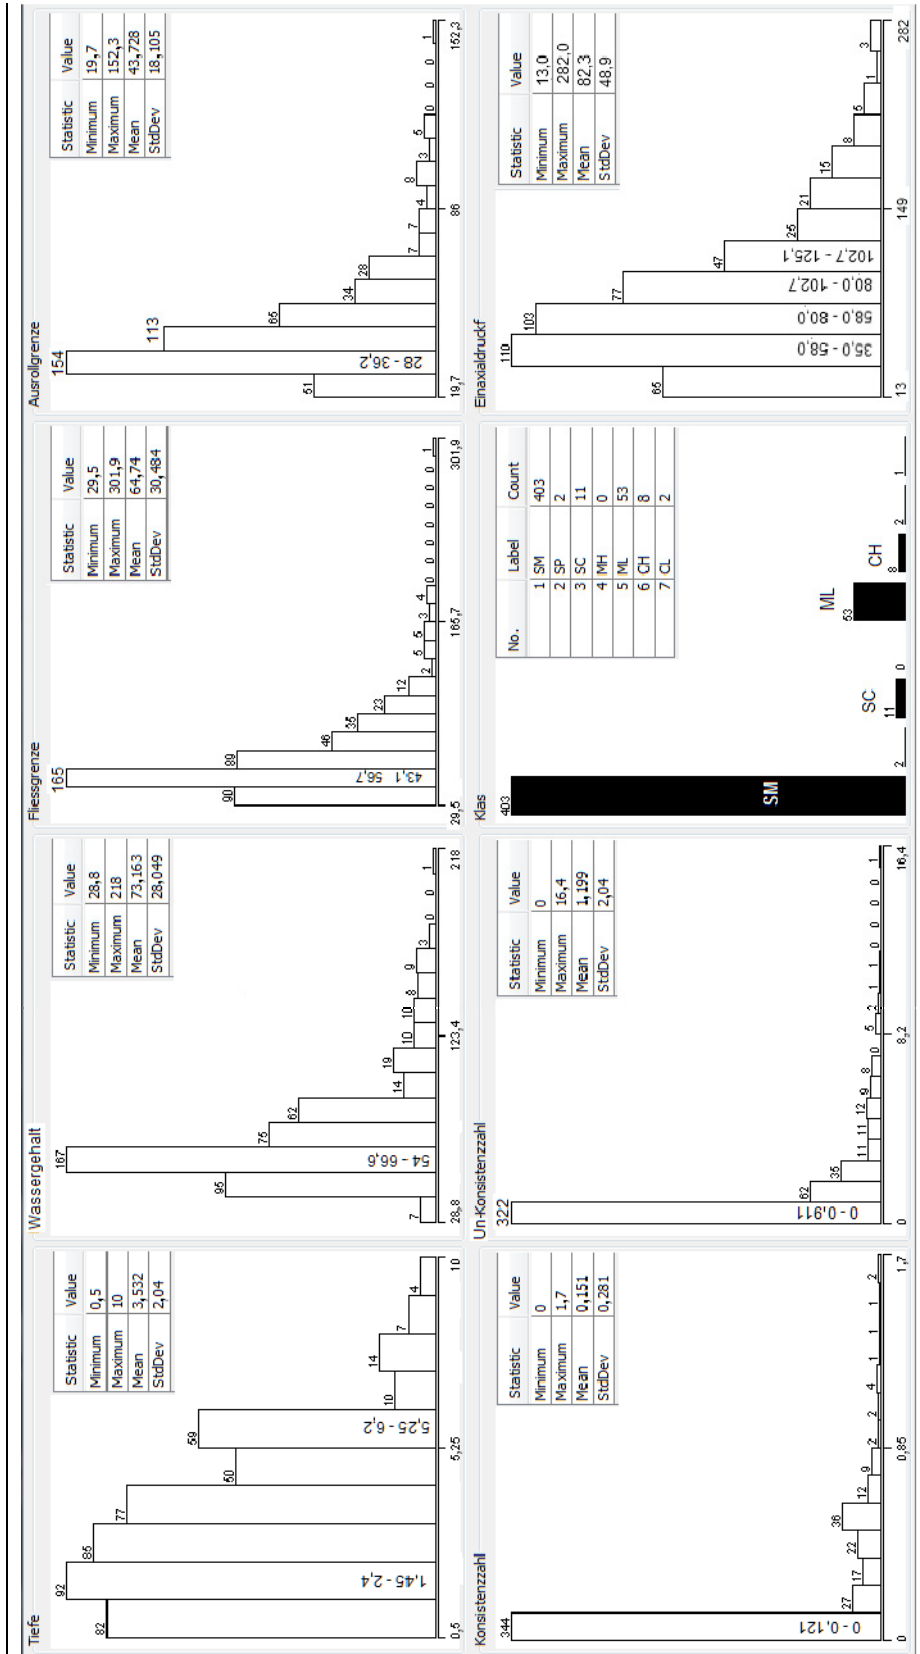 Tiefe
Statistic Value
Minimum 0,5
Maximum 10
Mean 3,532
StdDev 2,04
82 92 85 77 50 59 10 14 7 4
1,45 - 2,4
5,25 - 6,2
0,5 5,25 10
Wassergehalt
Statistic Value
Minimum 28,8
Maximum 218
Mean 73,163
StdDev 28,049
7 95 167 75 62 14 19 10 10 8 9 3 0 0 1
54 - 66,6
28,8 123,4 218
Fliessgrenze
Statistic Value
Minimum 29,5
Maximum 301,9
Mean 64,74
StdDev 30,484
90 165 89 46 35 23 12 2 5 5 3 4 0 0 0 0 0 0 0 1
43,1 56,7
29,5 165,7 301,9
Ausrollgrenze
Statistic Value
Minimum 19,7
Maximum 152,3
Mean 43,728
StdDev 18,105
51 154 113 65 34 28 7 7 4 8 3 5 0 0 0 1
28 - 36,2
19,7 86 152,3
Konsistenzzahl
Statistic Value
Minimum 0
Maximum 1,7
Mean 0,151
StdDev 0,281
344 27 17 22 36 12 9 2 2 4 1 1 1 2
0 - 0,121
0 0,85 1,7
Un-Konsistenzzahl
Statistic Value
Minimum 0
Maximum 16,4
Mean 1,199
StdDev 2,04
322 62 35 11 11 12 9 8 0 5 2 1 1 0 0 0 0 1
0 - 0,911
0 8,2 16,4
Klas
No. Label Count
1 SM 403
2 SP 2
3 SC 11
4 MH 0
5 ML 53
6 CH 8
7 CL 2
403 2 11 0 53 8 2 1
SM SC ML CH
Einaxialdruckf
Statistic Value
Minimum 13,0
Maximum 282,0
Mean 82,3
StdDev 48,9
65 110 103 77 47 25 21 15 8 5 1 3
35,0 - 58,0
58,0 - 80,0
80,0 - 102,7
102,7 - 125,1
13 149 282